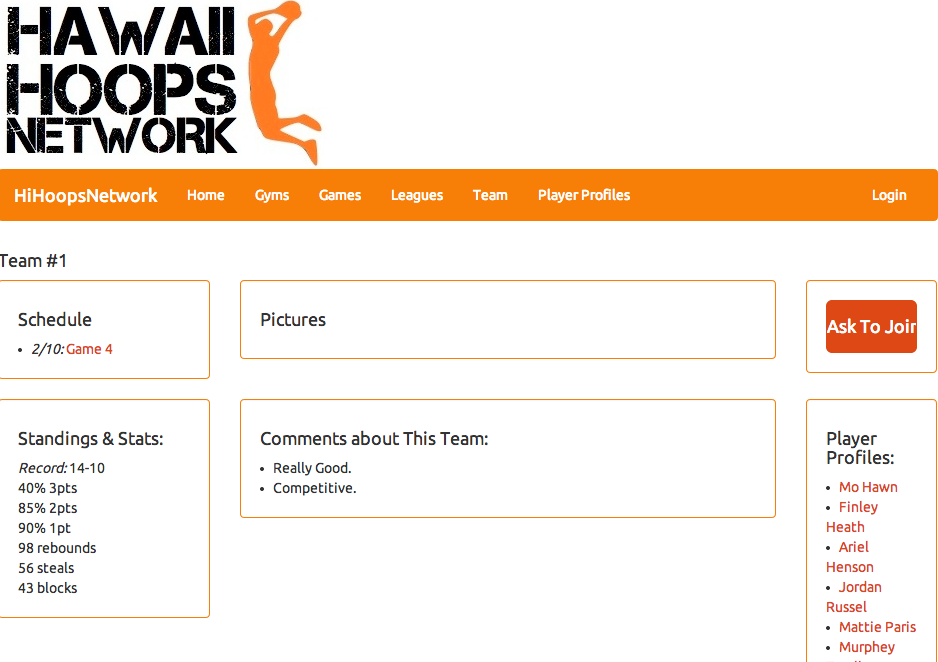 HAWAII
HOOPS
NETWORK
HiHoopsNetwork Home Gyms Games Leagues Team Player Profiles Login
Team #1
Schedule
• 2/10: Game 4
Pictures
Ask To Join
Standings & Stats:
Record: 14-10
40% 3pts
85% 2pts
90% 1pt
98 rebounds
56 steals
43 blocks
Comments about This Team:
• Really Good.
• Competitive.
Player
Profiles:
• Mo Hawn
• Finley
Heath
• Ariel
Henson
• Jordan
Russel
• Mattie Paris
• Murphey